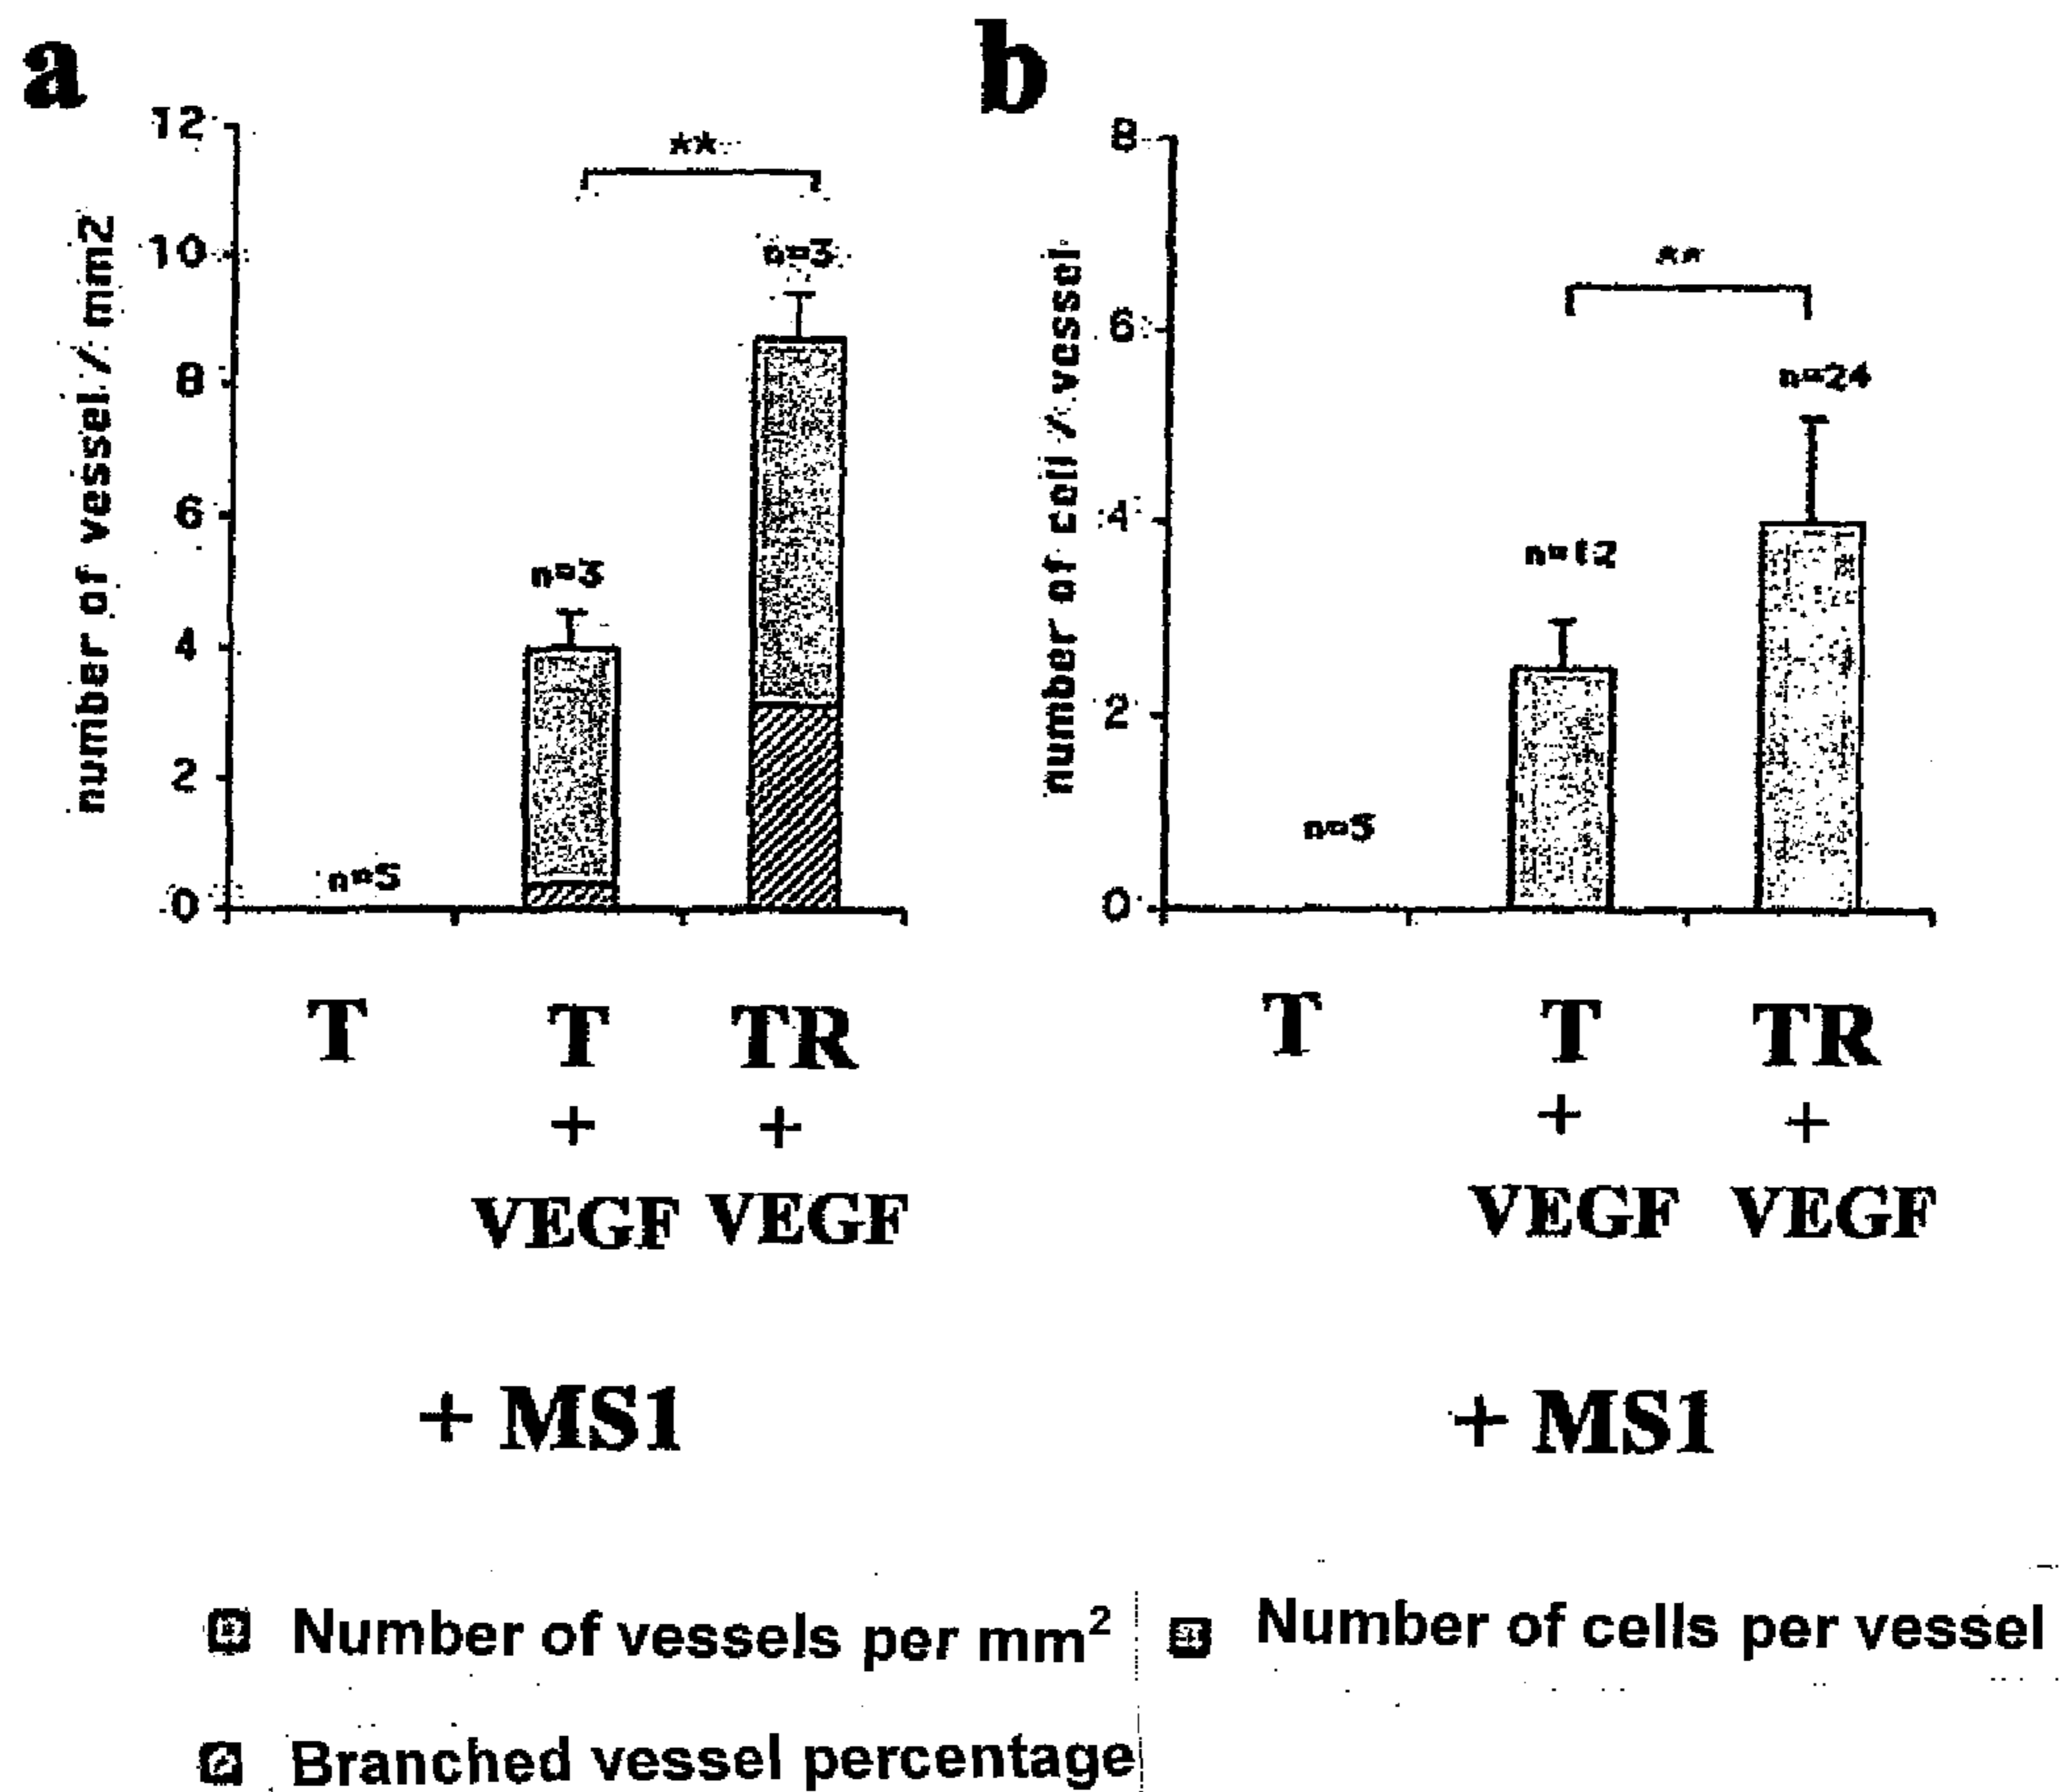 a
12
10
8
6
4
2
0
number of vessel / mm2
**
n=3
n=3
n=5
T T TR
+ +
VEGF VEGF
+ MS1
b
8
6
4
2
0
number of cell / vessel
**
n=24
n=12
n=5
T T TR
+ +
VEGF VEGF
+ MS1
Number of vessels per mm²
Branched vessel percentage
Number of cells per vessel